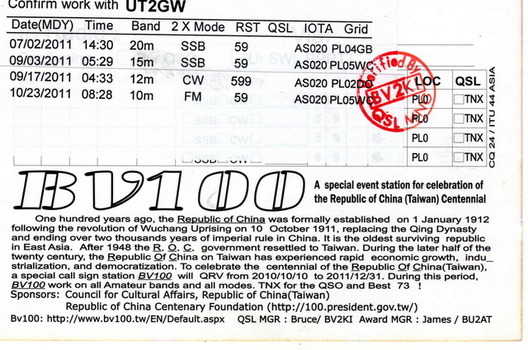 Confirm work with UT2GW
Date(MDY) Time Band 2 X Mode RST QSL IOTA Grid
07/02/2011 14:30 20m SSB 59 AS020 PL04GB
09/03/2011 05:29 15m SSB 59 AS020 PL05WC
09/17/2011 04:33 12m CW 599 AS020 PL02DO
10/23/2011 08:28 10m FM 59 AS020 PL05WC
Verified By
BV2KI
QSL
LOC QSL
PL0 TNX
PL0 TNX
PL0 TNX
CQ 24 / ITU 44 ASIA
SSB CW
BV100
A special event station for celebration of
the Republic of China (Taiwan) Centennial
One hundred years ago, the Republic of China was formally established on 1 January 1912
following the revolution of Wuchang Uprising on 10 October 1911, replacing the Qing Dynasty
and ending over two thousands years of imperial rule in China. It is the oldest surviving republic
in East Asia. After 1948 the R. O. C. government resettled to Taiwan. During the later half of the
twenty century, the Republic Of China on Taiwan has experienced rapid economic growth, indu_
strialization, and democratization. To celebrate the centennial of the Republic Of China(Taiwan),
a special call sign station BV100 will QRV from 2010/10/10 to 2011/12/31. During this period,
BV100 work on all Amateur bands and all modes. TNX for the QSO and Best 73 !
Sponsors: Council for Cultural Affairs, Republic of China(Taiwan)
Republic of China Centenary Foundation (http://100.president.gov.tw/)
Bv100: http://www.bv100.tw/EN/Default.aspx QSL MGR : Bruce/ BV2KI Award MGR : James / BU2AT